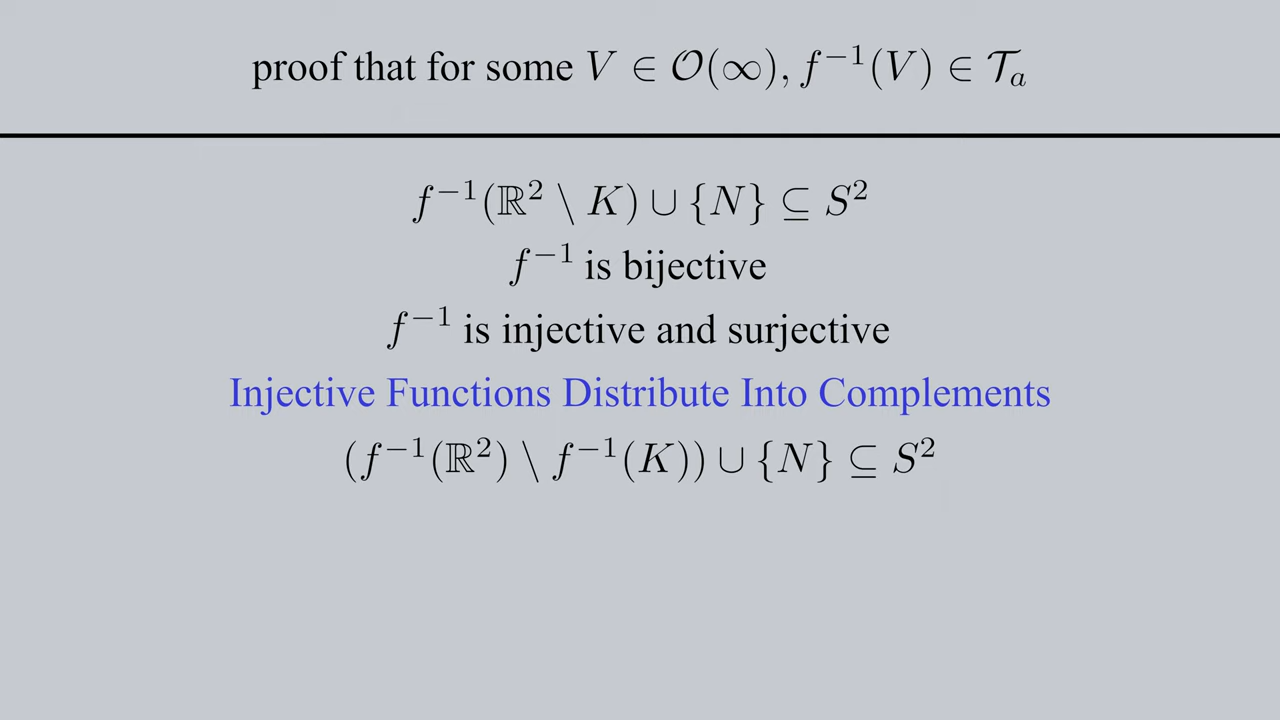 proof that for some V ∈ 𝒪(∞), f⁻¹(V) ∈ 𝒯ₐ
f⁻¹(ℝ² \ K) ∪ {N} ⊆ S²
f⁻¹ is bijective
f⁻¹ is injective and surjective
Injective Functions Distribute Into Complements
(f⁻¹(ℝ²) \ f⁻¹(K)) ∪ {N} ⊆ S²